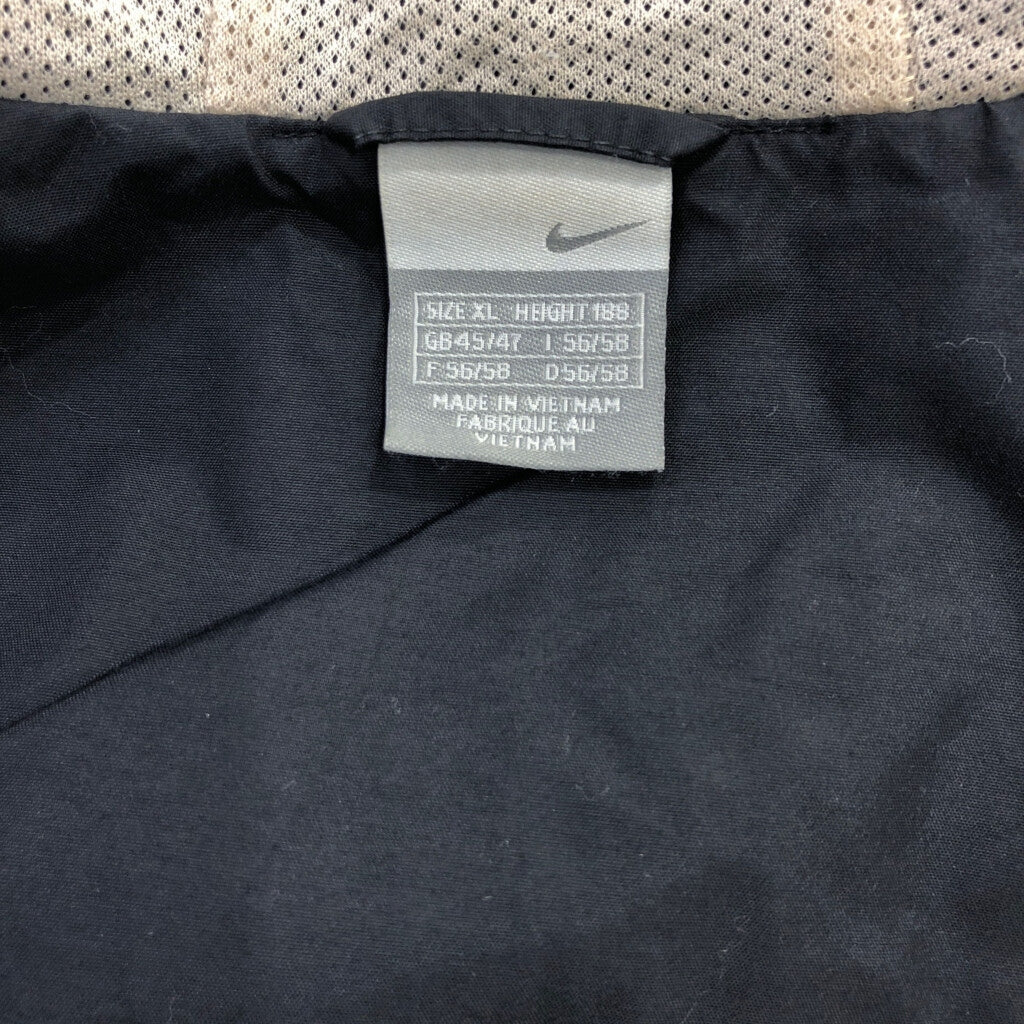 SIZE XL HEIGHT 188
GB 45/47 I 56/58
F 56/58 D 56/58
MADE IN VIETNAM
FABRIQUE AU
VIETNAM